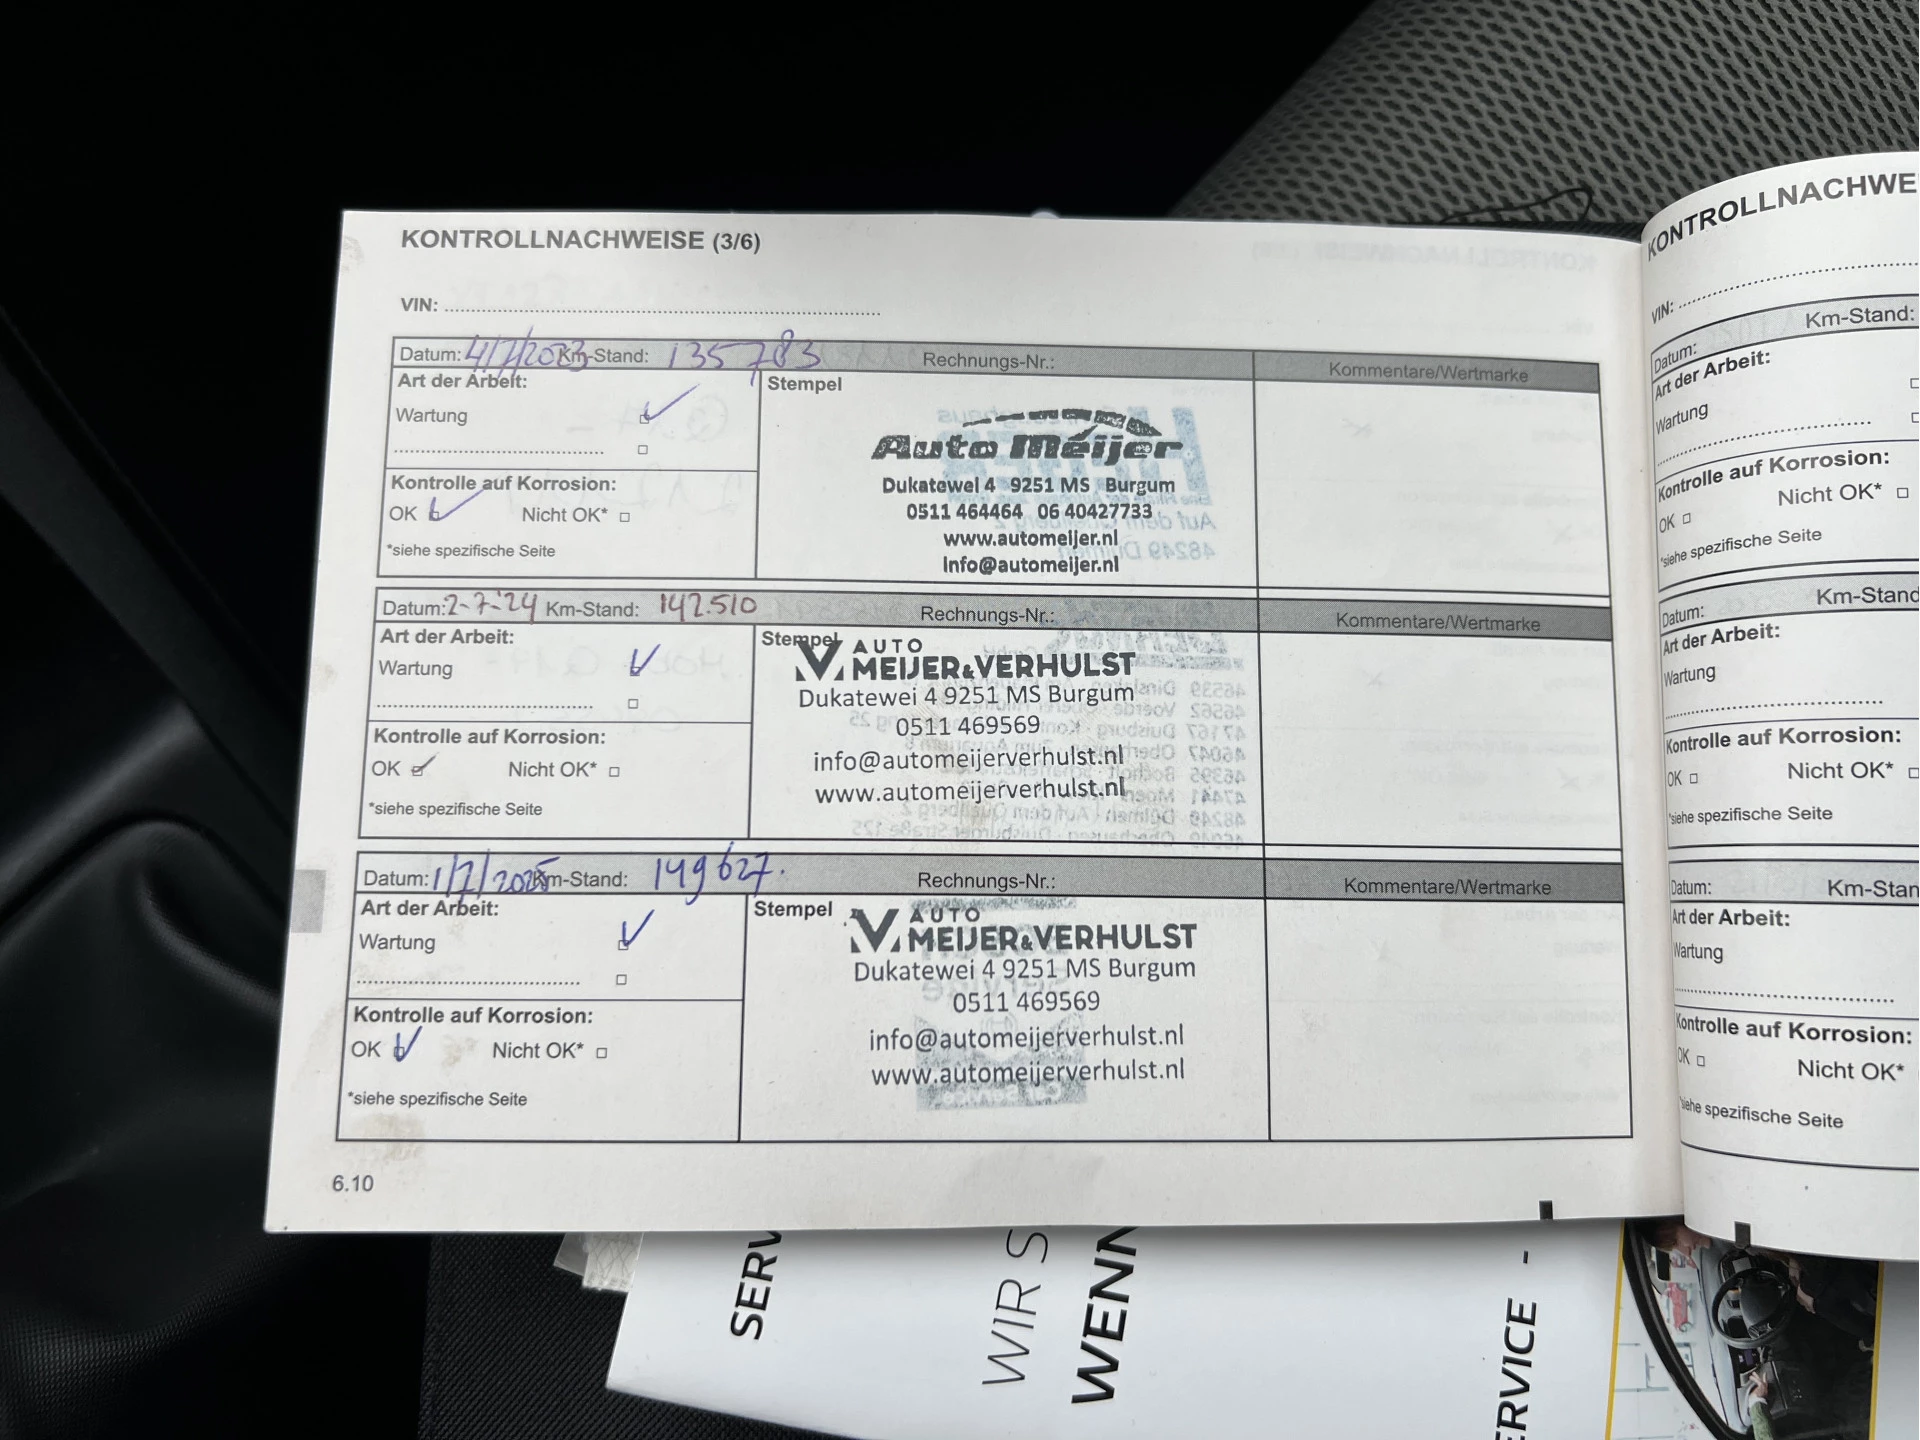 KONTROLLNACHWEISE (3/6)
VIN:
Datum: 4/7/2023 Km-Stand: 135783 Rechnungs-Nr.: Kommentare/Wertmarke
Art der Arbeit:
Wartung
Kontrolle auf Korrosion:
OK Nicht OK*
*siehe spezifische Seite
Stempel
Auto Meijer
Dukatewei 4 9251 MS Burgum
0511 464464 06 40427733
www.automeijer.nl
info@automeijer.nl
Datum: 2-7-'24 Km-Stand: 142.510 Rechnungs-Nr.: Kommentare/Wertmarke
Art der Arbeit:
Wartung
Kontrolle auf Korrosion:
OK Nicht OK*
*siehe spezifische Seite
Stempel
AUTO
MEIJER&VERHULST
Dukatewei 4 9251 MS Burgum
0511 469569
info@automeijerverhulst.nl
www.automeijerverhulst.nl
Datum: 1/7/2025 Km-Stand: 149627. Rechnungs-Nr.: Kommentare/Wertmarke
Art der Arbeit:
Wartung
Kontrolle auf Korrosion:
OK Nicht OK*
*siehe spezifische Seite
Stempel
AUTO
MEIJER&VERHULST
Dukatewei 4 9251 MS Burgum
0511 469569
info@automeijerverhulst.nl
www.automeijerverhulst.nl
6.10
KONTROLLNACHWE
VIN:
Datum: Km-Stand:
Art der Arbeit:
Wartung
Kontrolle auf Korrosion:
OK Nicht OK*
*siehe spezifische Seite
Datum: Km-Stand
Art der Arbeit:
Wartung
Kontrolle auf Korrosion:
OK Nicht OK*
*siehe spezifische Seite
Datum: Km-Stan
Art der Arbeit:
Wartung
Kontrolle auf Korrosion:
OK Nicht OK*
siehe spezifische Seite
SERV
WIR S
WENN
ERVICE -